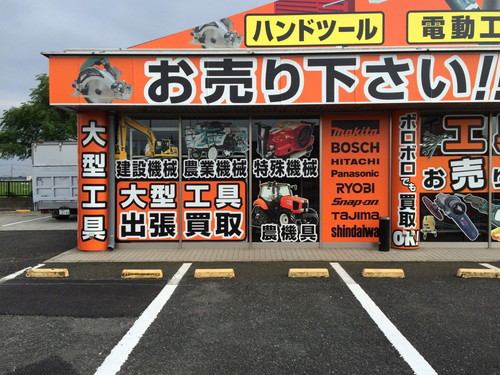 ハンドツール
電動工
お売り下さい!!
大型工具
建設機械
農業機械
特殊機械
大型工具
出張買取
農機具
makita
BOSCH
HITACHI
Panasonic
RYOBI
Snap-on
TAJIMA
shindaiwa
ボロボロでも買取OK!
工
お売り